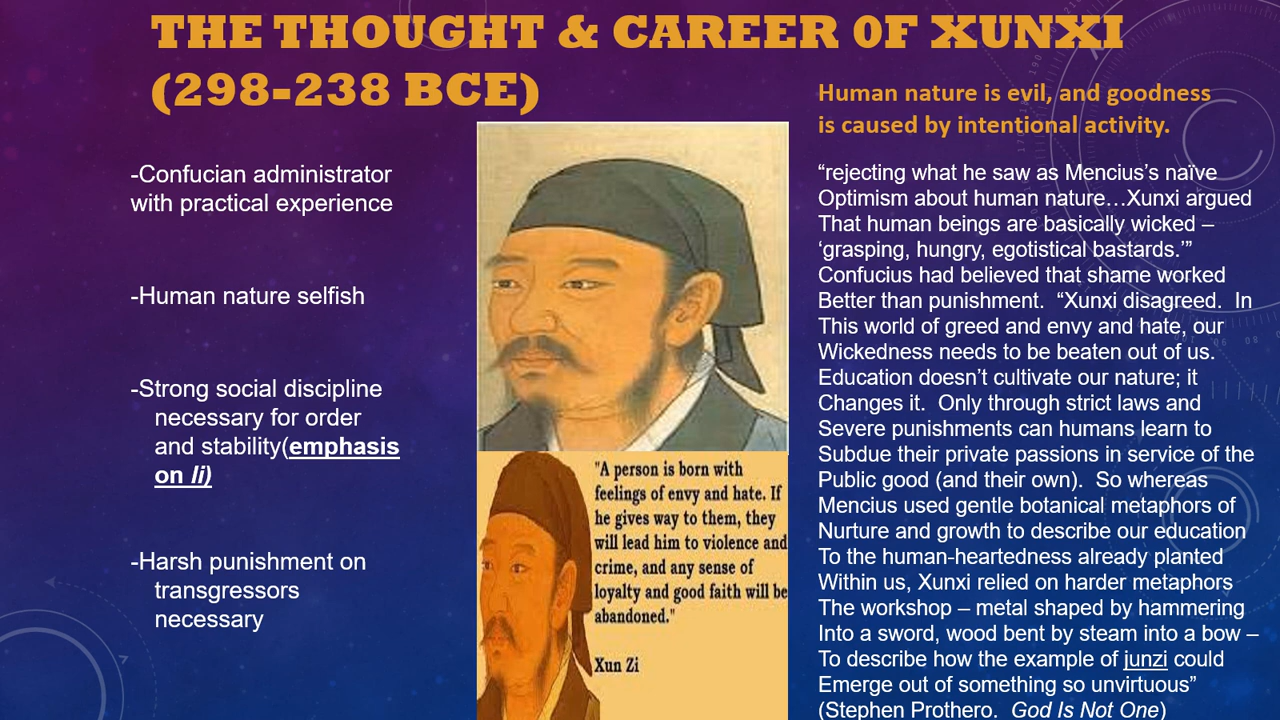 THE THOUGHT & CAREER 0F XUNXI
(298-238 BCE)
-Confucian administrator
with practical experience
-Human nature selfish
-Strong social discipline
necessary for order
and stability(emphasis
on li)
-Harsh punishment on
transgressors
necessary
"A person is born with
feelings of envy and hate. If
he gives way to them, they
will lead him to violence and
crime, and any sense of
loyalty and good faith will be
abandoned."
Xun Zi
Human nature is evil, and goodness
is caused by intentional activity.
“rejecting what he saw as Mencius’s naïve
Optimism about human nature…Xunxi argued
That human beings are basically wicked –
‘grasping, hungry, egotistical bastards.’”
Confucius had believed that shame worked
Better than punishment.  “Xunxi disagreed.  In
This world of greed and envy and hate, our
Wickedness needs to be beaten out of us.
Education doesn’t cultivate our nature; it
Changes it.  Only through strict laws and
Severe punishments can humans learn to
Subdue their private passions in service of the
Public good (and their own).  So whereas
Mencius used gentle botanical metaphors of
Nurture and growth to describe our education
To the human-heartedness already planted
Within us, Xunxi relied on harder metaphors
The workshop – metal shaped by hammering
Into a sword, wood bent by steam into a bow –
To describe how the example of junzi could
Emerge out of something so unvirtuous”
(Stephen Prothero.  God Is Not One)